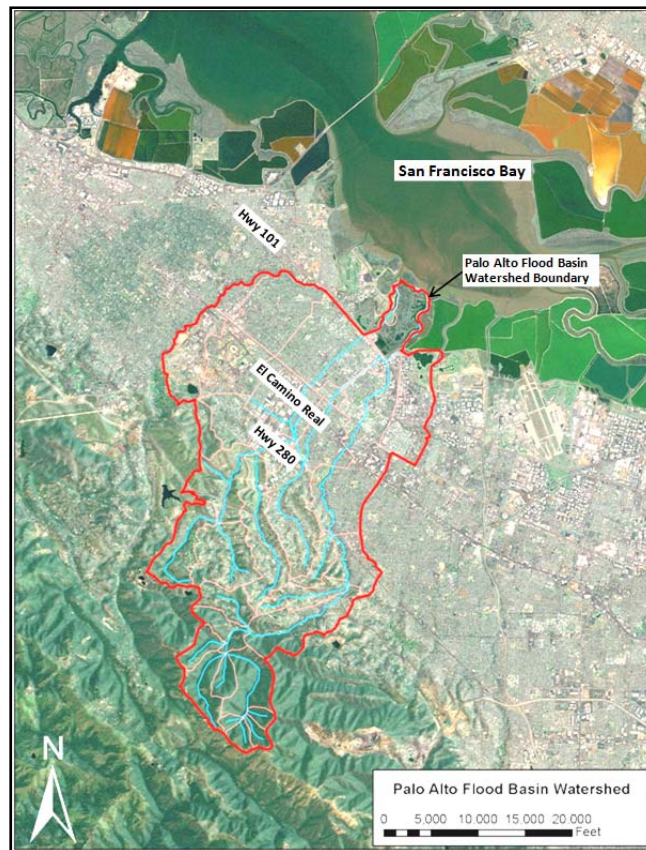 San Francisco Bay
Hwy 101
Palo Alto Flood Basin
Watershed Boundary
El Camino Real
Hwy 280
N
Palo Alto Flood Basin Watershed
0 5,000 10,000 15,000 20,000
Feet